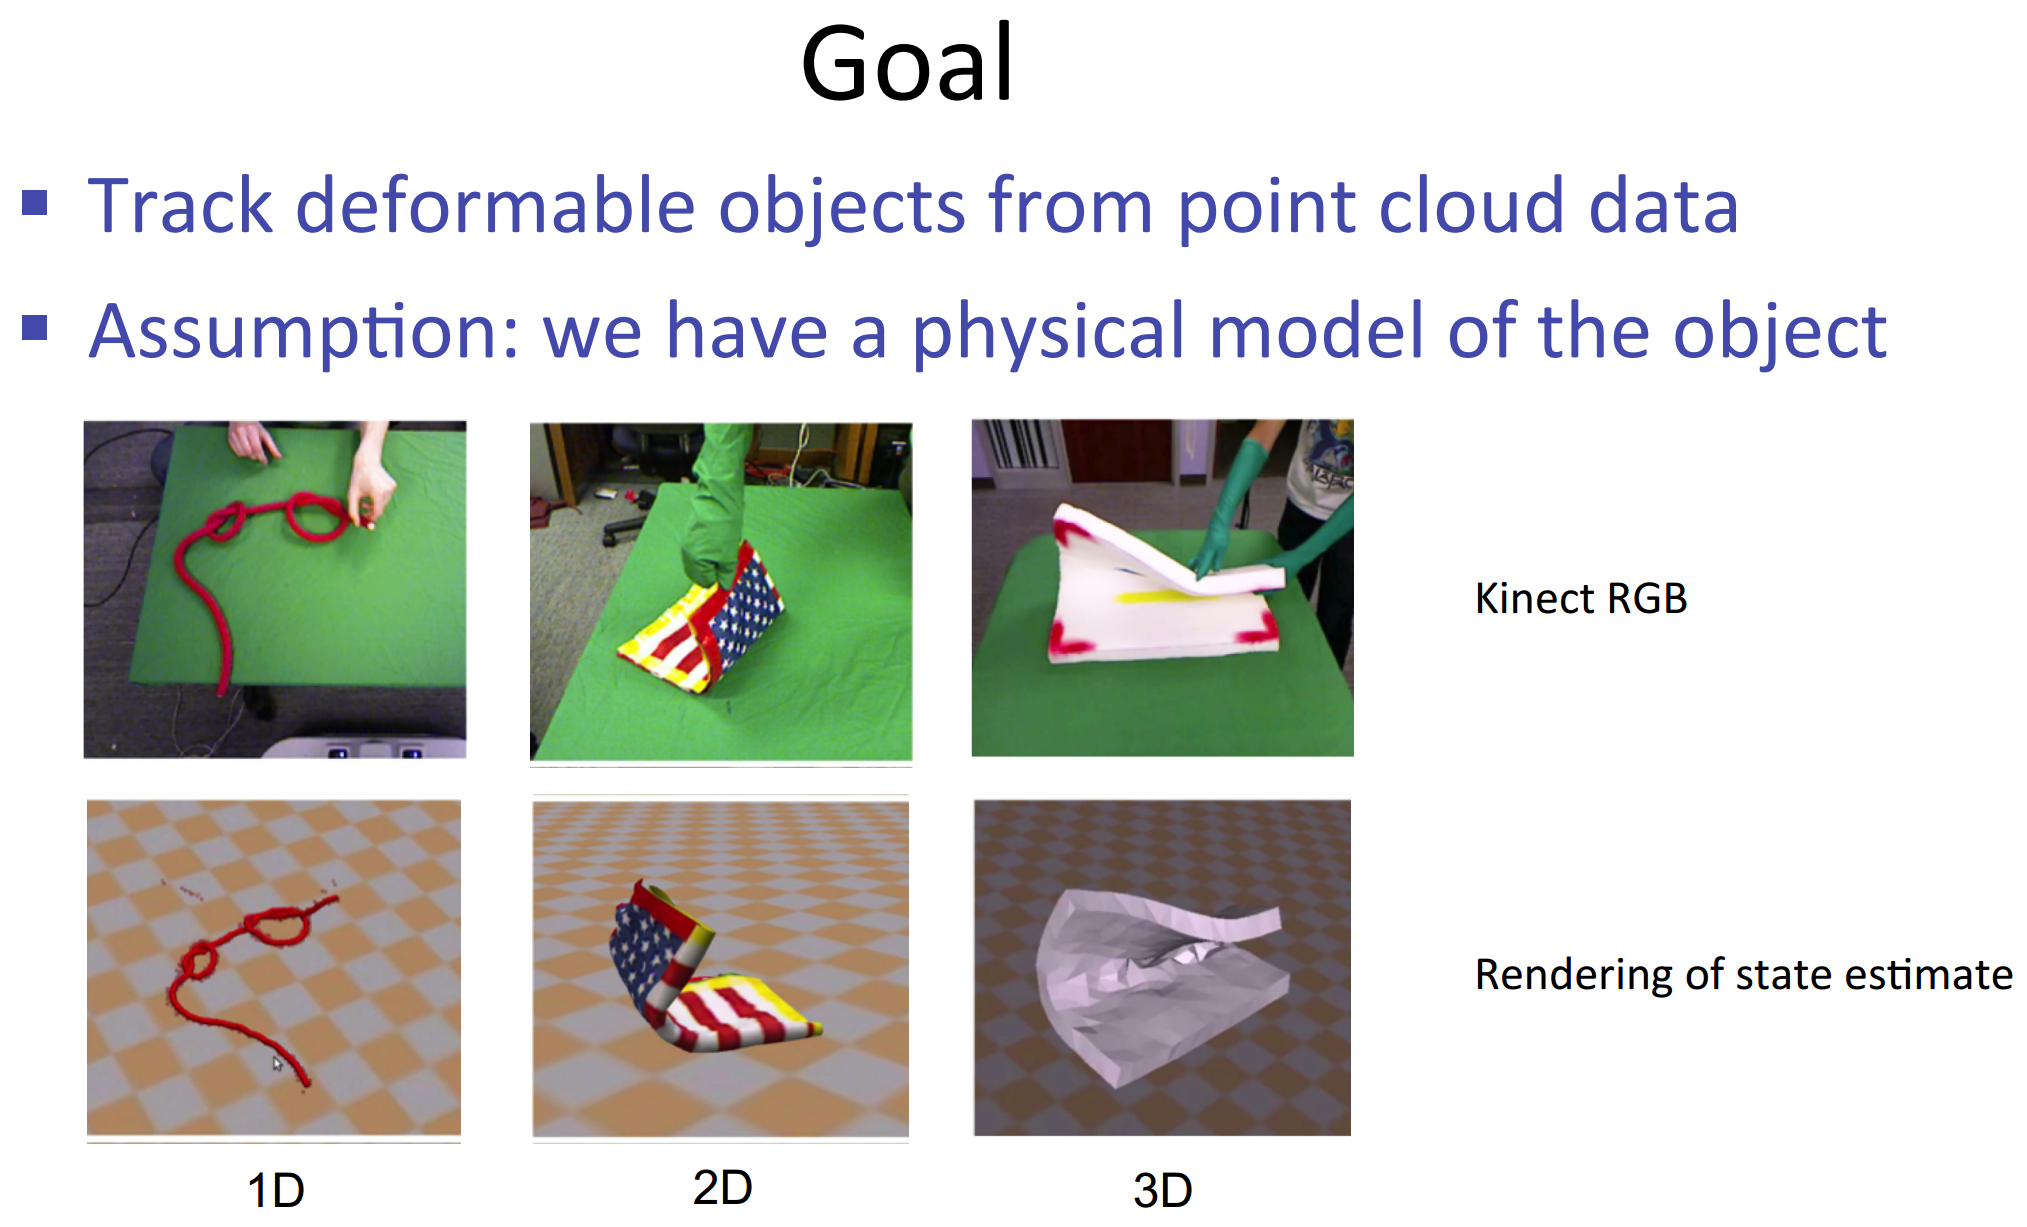 Goal
Track deformable objects from point cloud data
Assumption: we have a physical model of the object
Kinect RGB
Rendering of state estimate
1D
2D
3D